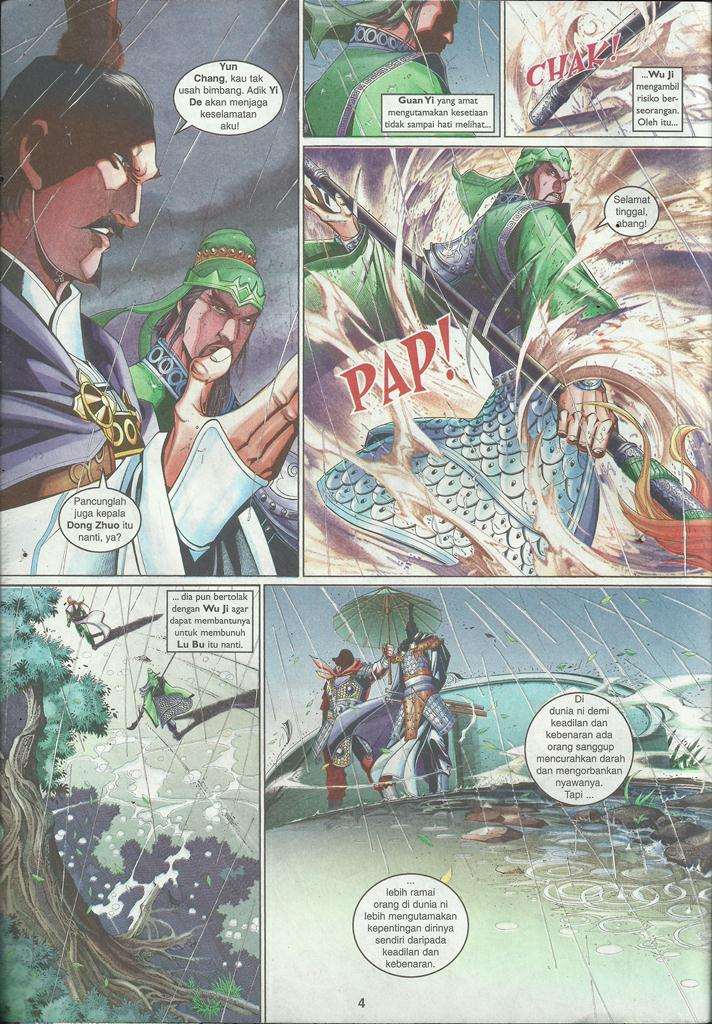 Yun
Chang, kau tak
usah bimbang. Adik Yi
De akan menjaga
keselamatan
aku!
Pancunglah
juga kepala
Dong Zhuo itu
nanti, ya?
Guan Yi yang amat
mengutamakan kesetiaan
tidak sampai hati melihat...
CHAK!
...Wu Ji
mengambil
risiko ber-
seorangan.
Oleh itu...
Selamat
tinggal,
abang!
PAP!
... dia pun bertolak
dengan Wu Ji agar
dapat membantunya
untuk membunuh
Lu Bu itu nanti.
Di
dunia ni demi
keadilan dan
kebenaran ada
orang sanggup
mencurahkan darah
dan mengorbankan
nyawanya.
Tapi ...
...
lebih ramai
orang di dunia ni
lebih mengutamakan
kepentingan dirinya
sendiri daripada
keadilan dan
kebenaran.
4